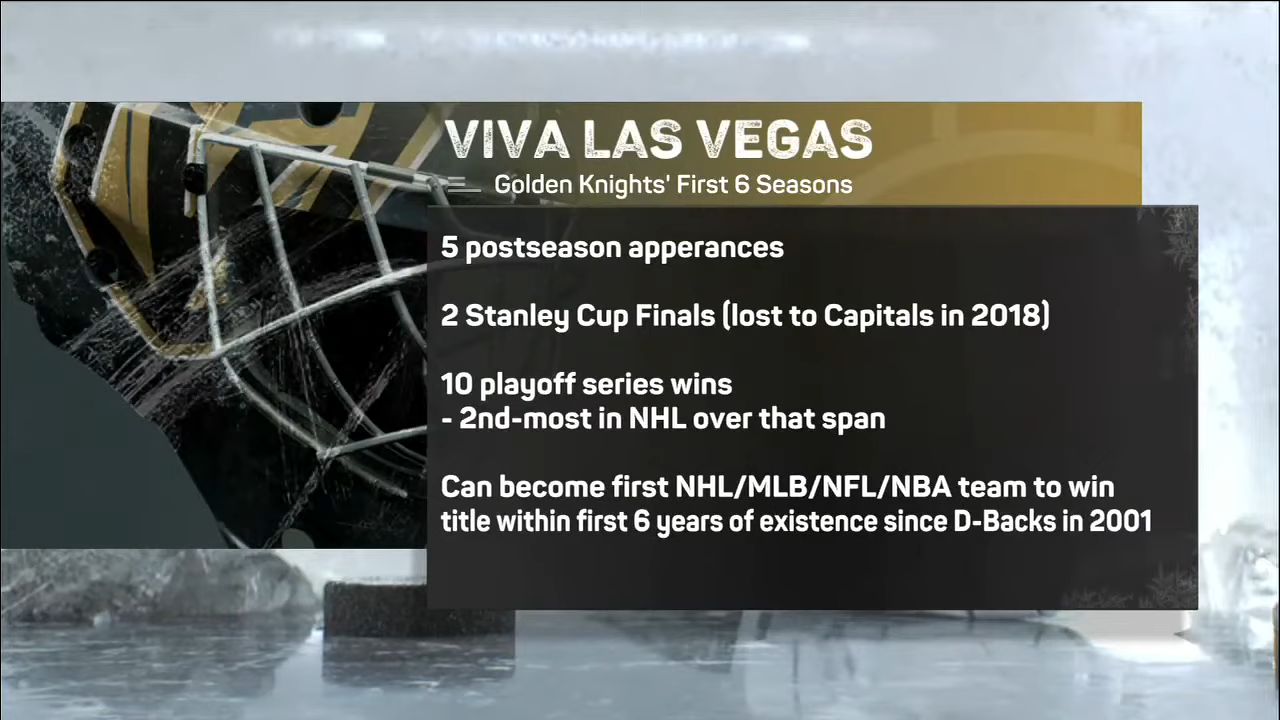 VIVA LAS VEGAS
Golden Knights' First 6 Seasons
5 postseason apperances
2 Stanley Cup Finals (lost to Capitals in 2018)
10 playoff series wins
- 2nd-most in NHL over that span
Can become first NHL/MLB/NFL/NBA team to win
title within first 6 years of existence since D-Backs in 2001